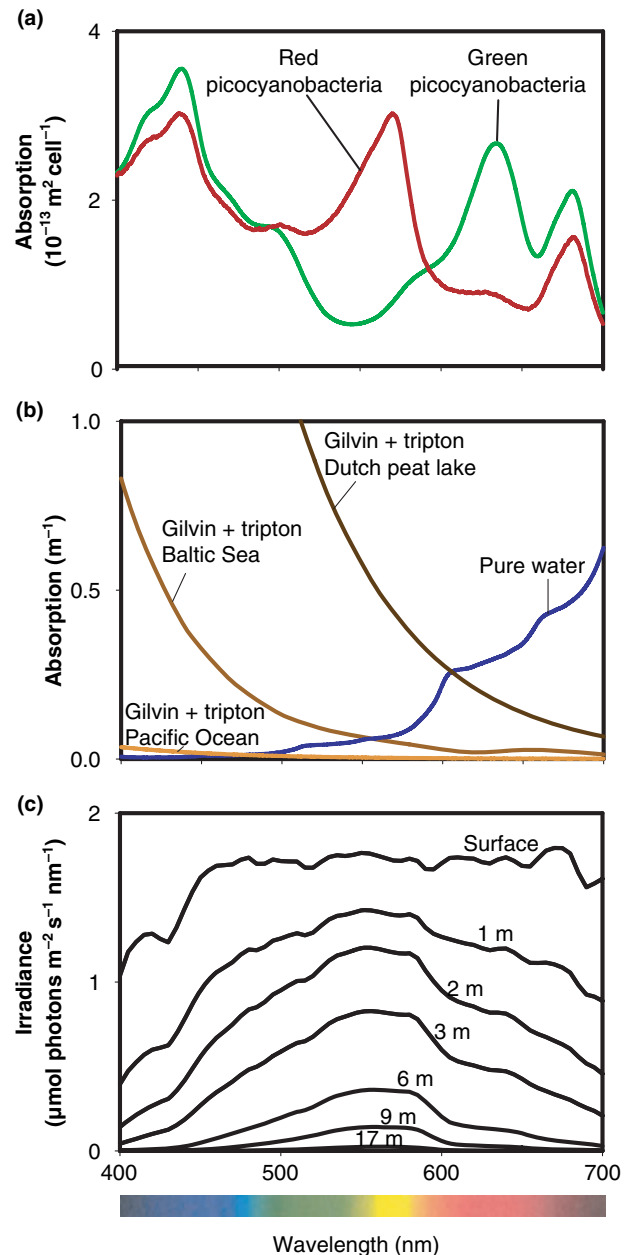 (a)
4
2
0
Absorption
(10⁻¹³ m² cell⁻¹)
Red
picocyanobacteria
Green
picocyanobacteria
(b)
1.0
0.5
0.0
Absorption (m⁻¹)
Gilvin + tripton
Dutch peat lake
Gilvin + tripton
Baltic Sea
Pure water
Gilvin + tripton
Pacific Ocean
(c)
2
1
0
Irradiance
(µmol photons m⁻² s⁻¹ nm⁻¹)
Surface
1 m
2 m
3 m
6 m
9 m
17 m
400
500
600
700
Wavelength (nm)